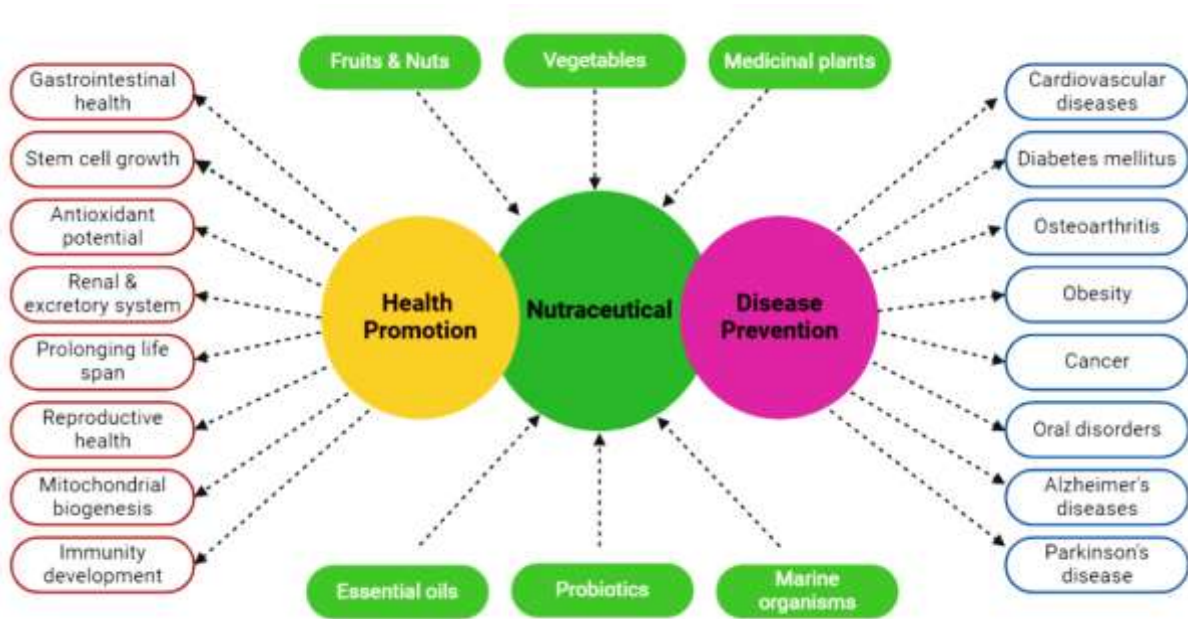 Fruits & Nuts
Vegetables
Medicinal plants
Gastrointestinal
health
Stem cell growth
Antioxidant
potential
Renal &
excretory system
Prolonging life
span
Reproductive
health
Mitochondrial
biogenesis
Immunity
development
Health
Promotion
Nutraceutical
Disease
Prevention
Cardiovascular
diseases
Diabetes mellitus
Osteoarthritis
Obesity
Cancer
Oral disorders
Alzheimer's
diseases
Parkinson's
disease
Essential oils
Probiotics
Marine
organisms